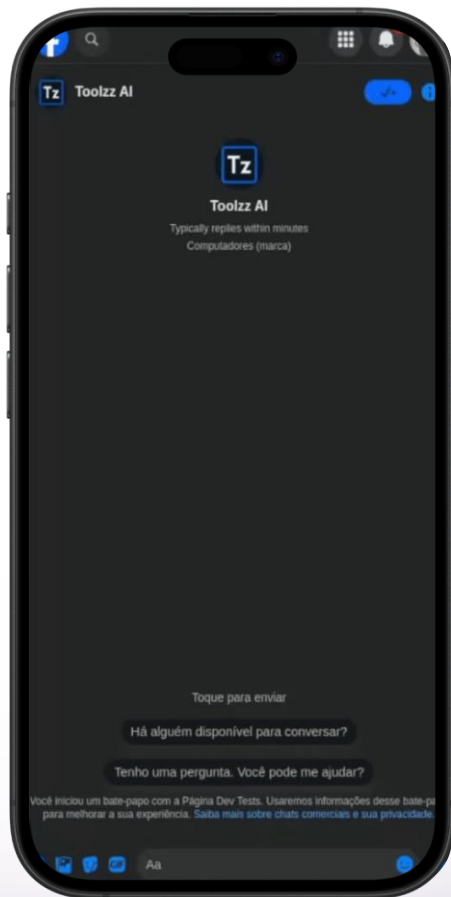 Tz Toolzz AI
Tz
Toolzz AI
Typically replies within minutes
Computadores (marca)
Toque para enviar
Há alguém disponível para conversar?
Tenho uma pergunta. Você pode me ajudar?
Você iniciou um bate-papo com a Página Dev Tests. Usaremos informações desse bate-pa
para melhorar a sua experiência. Saiba mais sobre chats comerciais e sua privacidade.
GIF Aa